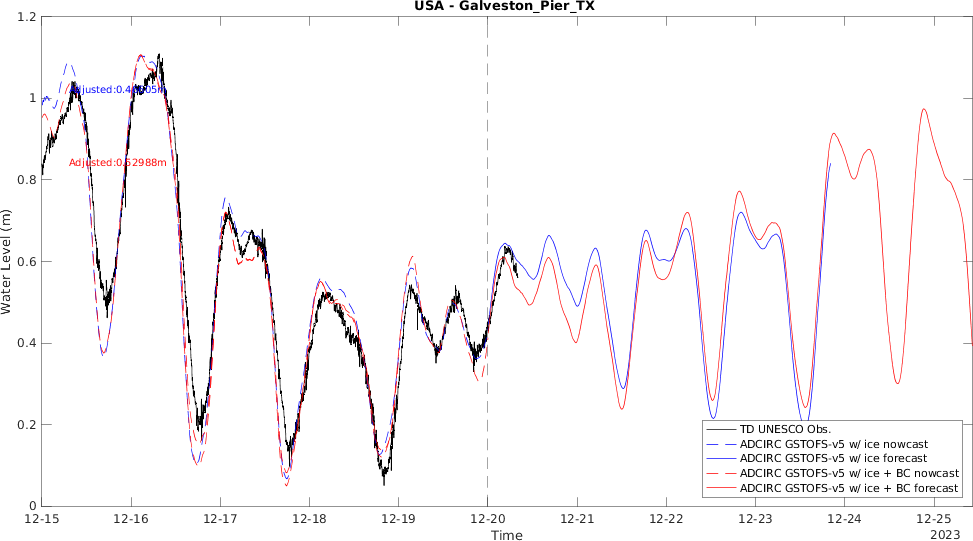 USA - Galveston_Pier_TX
1.2
1
0.8
0.6
0.4
0.2
0
Water Level (m)
Adjusted:0.52988m
TD UNESCO Obs.
ADCIRC GSTOFS-v5 w/ ice nowcast
ADCIRC GSTOFS-v5 w/ ice forecast
ADCIRC GSTOFS-v5 w/ ice + BC nowcast
ADCIRC GSTOFS-v5 w/ ice + BC forecast
12-15 12-16 12-17 12-18 12-19 12-20 12-21 12-22 12-23 12-24 12-25
Time
2023